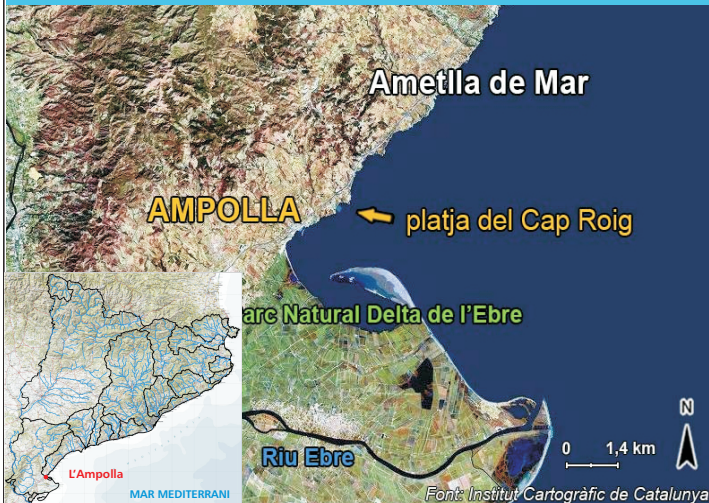 Ametlla de Mar
AMPOLLA
platja del Cap Roig
arc Natural Delta de l'Ebre
L'Ampolla
MAR MEDITERRANI
Riu Ebre
N
0 1,4 km
Font: Institut Cartogràfic de Catalunya